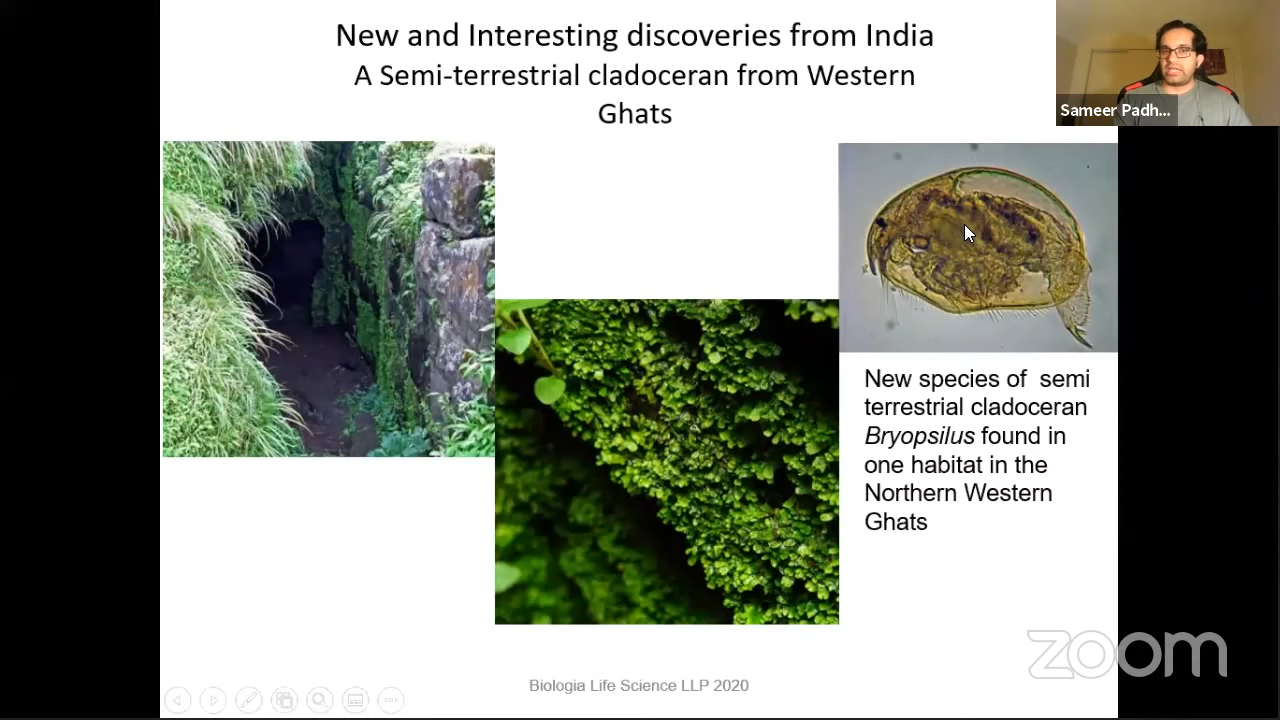 New and Interesting discoveries from India
A Semi-terrestrial cladoceran from Western
Ghats
Sameer Padh...
New species of semi
terrestrial cladoceran
Bryopsilus found in
one habitat in the
Northern Western
Ghats
zoom
Biologia Life Science LLP 2020